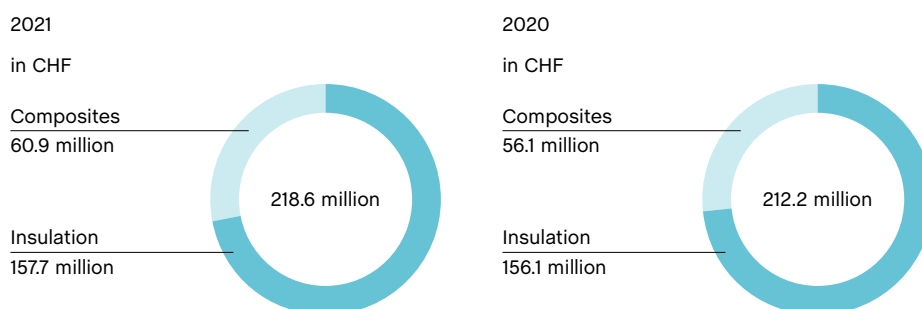 2021
in CHF
Composites
60.9 million
218.6 million
Insulation
157.7 million
2020
in CHF
Composites
56.1 million
212.2 million
Insulation
156.1 million